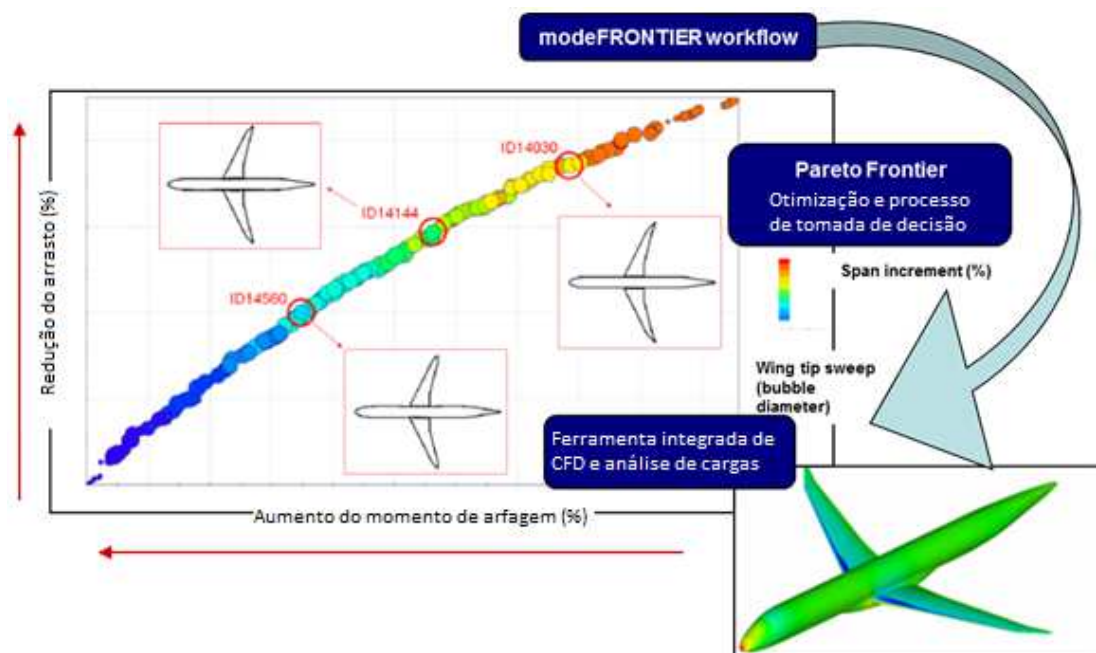 modeFRONTIER workflow
Pareto Frontier
Otimização e processo
de tomada de decisão
Redução do arrasto (%)
ID14030
ID14144
ID14560
Span increment (%)
Wing tip sweep
(bubble
diameter)
Ferramenta integrada de
CFD e análise de cargas
Aumento do momento de arfagem (%)